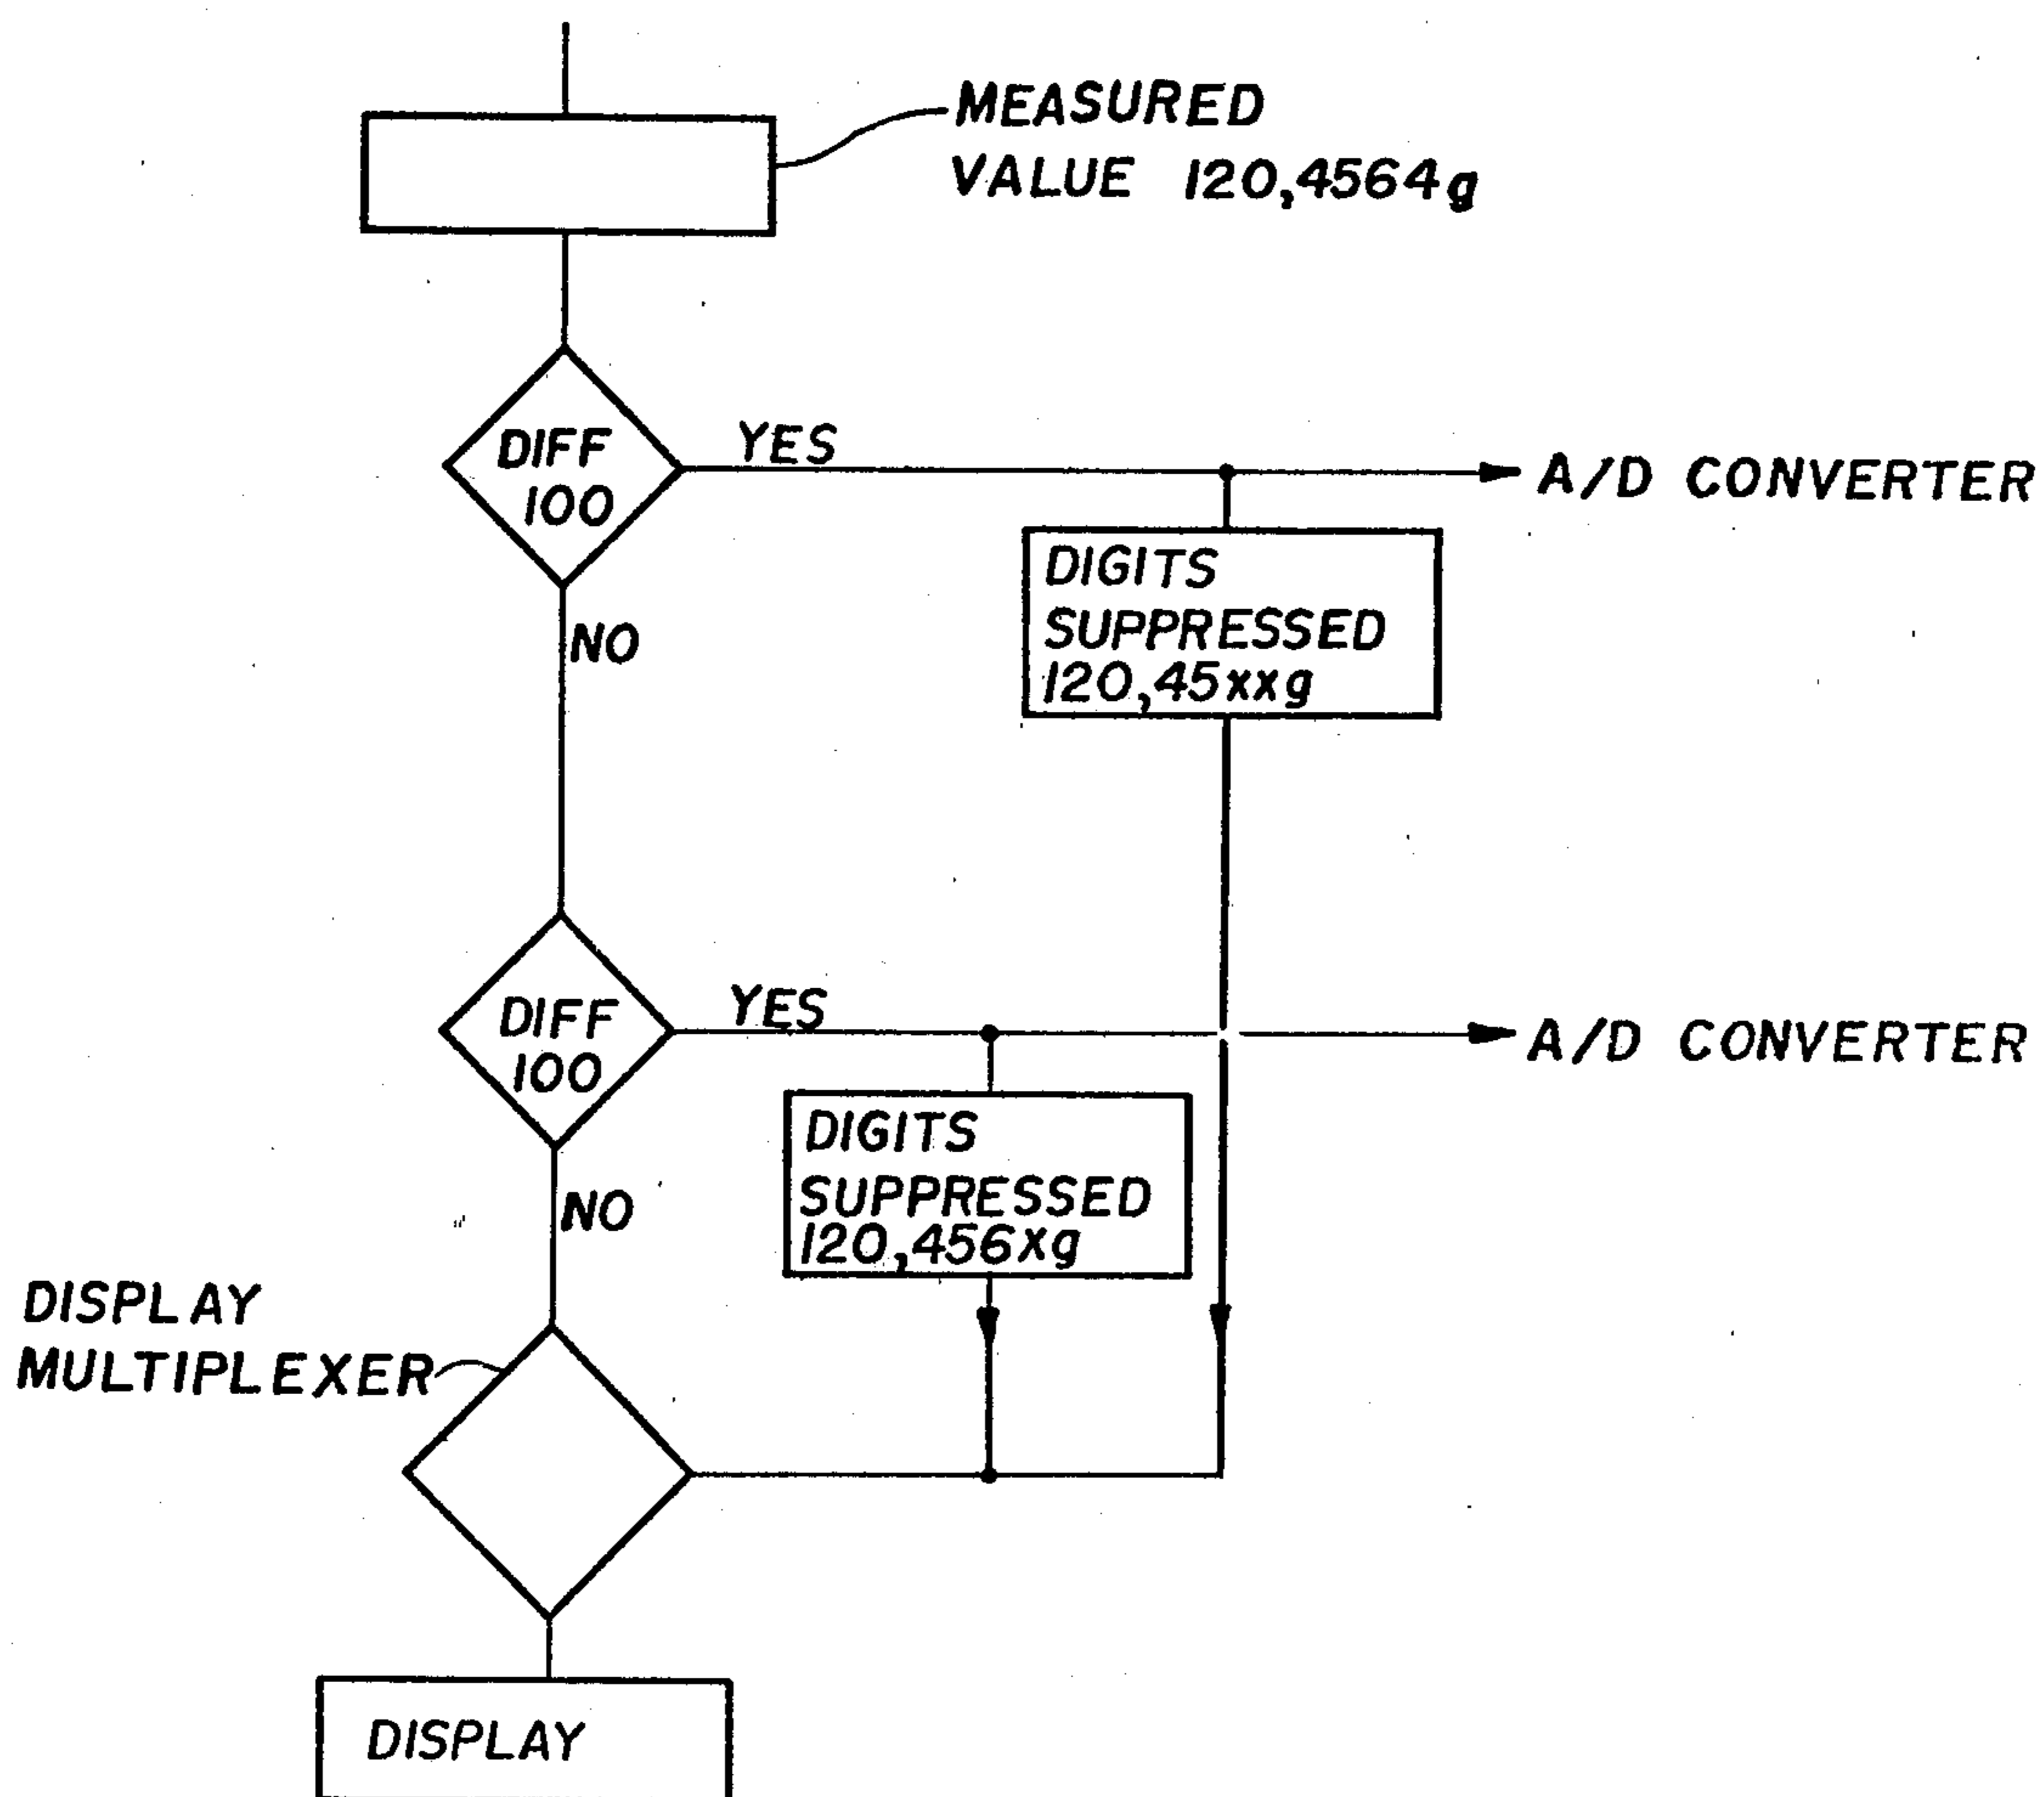 MEASURED
VALUE 120,4564g
DIFF
100
YES
A/D CONVERTER
DIGITS
SUPPRESSED
120,45xxg
NO
DIFF
100
YES
A/D CONVERTER
DIGITS
SUPPRESSED
120,456xg
NO
DISPLAY
MULTIPLEXER
DISPLAY